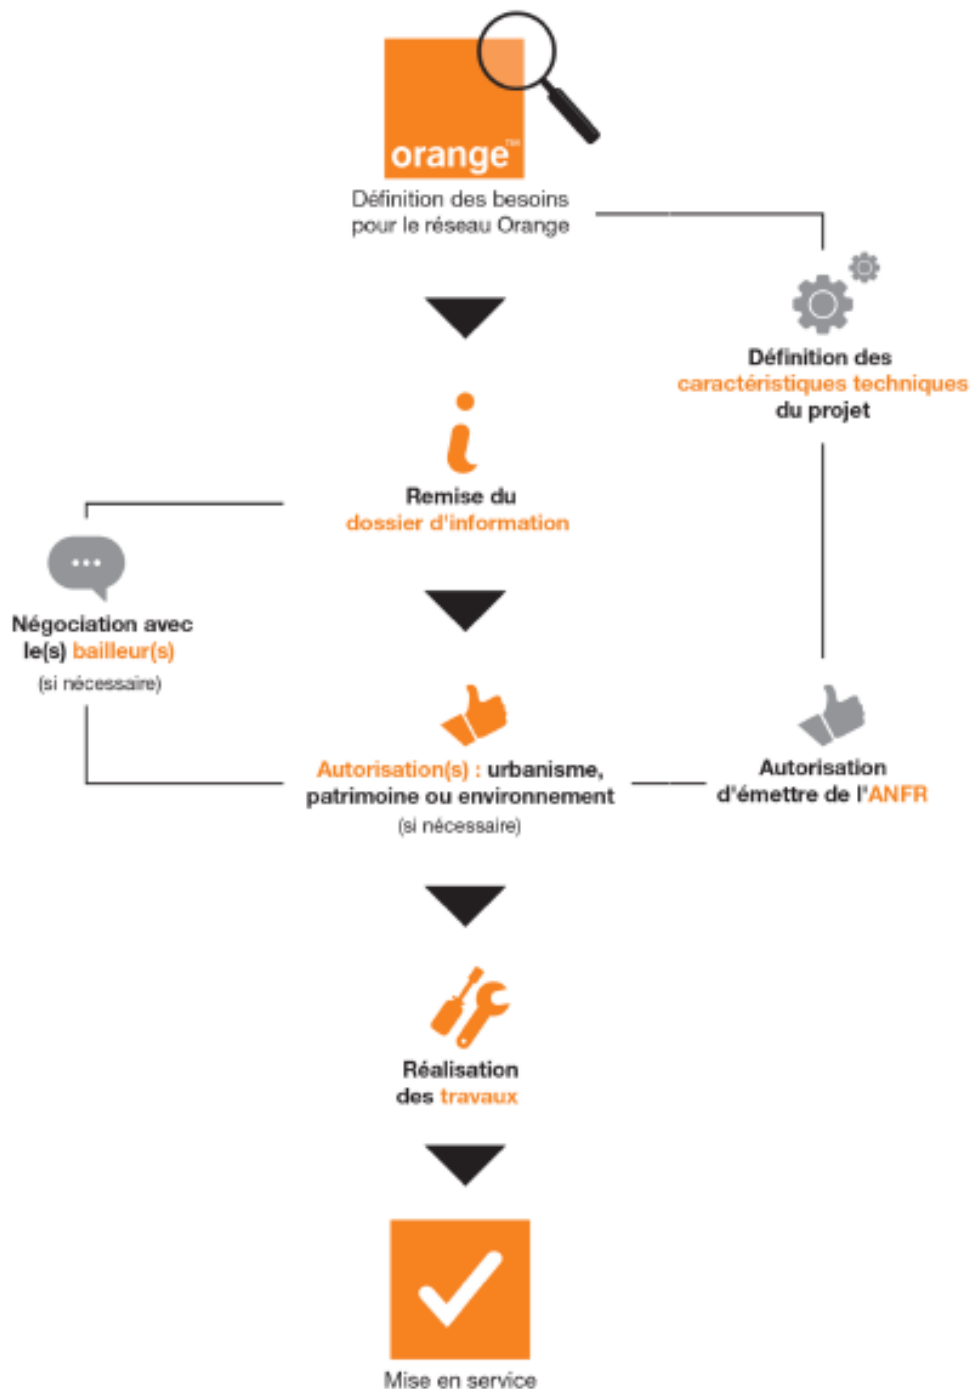 orange™
Définition des besoins
pour le réseau Orange
Définition des
caractéristiques techniques
du projet
Remise du
dossier d'information
Négociation avec
le(s) bailleur(s)
(si nécessaire)
Autorisation(s) : urbanisme,
patrimoine ou environnement
(si nécessaire)
Autorisation
d'émettre de l'ANFR
Réalisation
des travaux
Mise en service